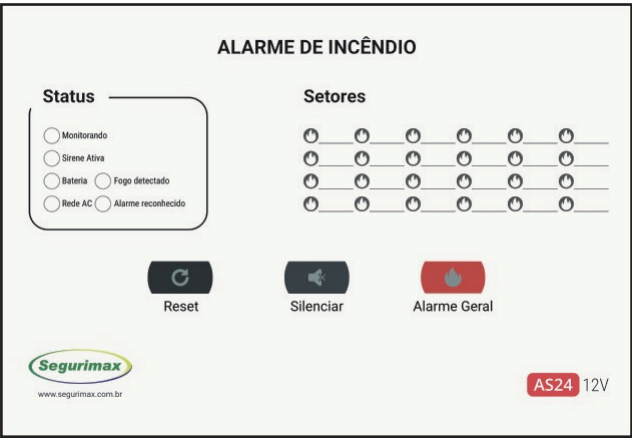 ALARME DE INCÊNDIO
Status
Setores
Monitorando
Sirene Ativa
Bateria Fogo detectado
Rede AC Alarme reconhecido
Reset Silenciar Alarme Geral
Segurimax
www.segurimax.com.br
AS24 12V